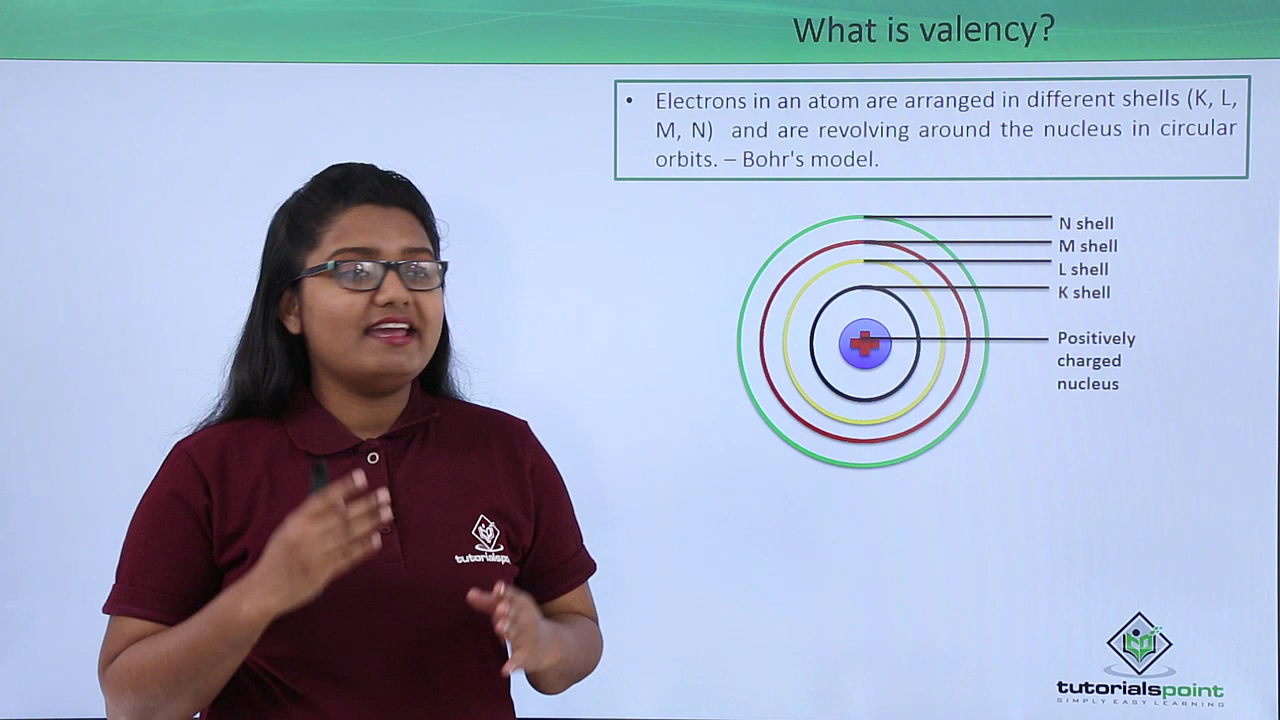 What is valency?
• Electrons in an atom are arranged in different shells (K, L,
M, N) and are revolving around the nucleus in circular
orbits. – Bohr's model.
N shell
M shell
L shell
K shell
Positively
charged
nucleus
tutorialspoint
SIMPLY EASY LEARNING